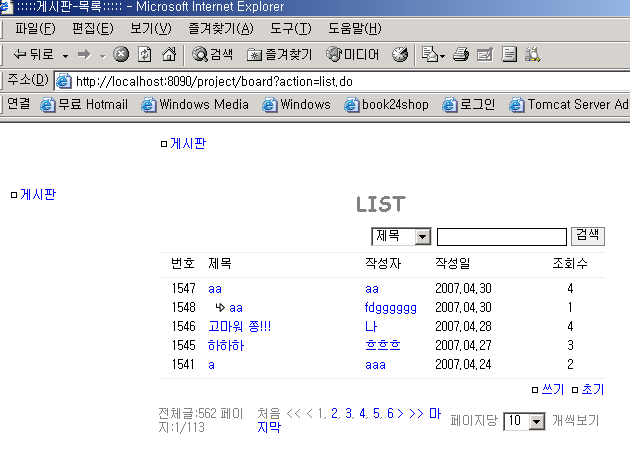 :::::게시판-목록::::: - Microsoft Internet Explorer
파일(F) 편집(E) 보기(V) 즐겨찾기(A) 도구(T) 도움말(H)
뒤로 검색 즐겨찾기 미디어
주소(D) http://localhost:8090/project/board?action=list.do
연결 무료 Hotmail Windows Media Windows book24shop 로그인 Tomcat Server Ad
게시판
게시판
LIST
제목 검색
번호 제목 작성자 작성일 조회수
1547 aa aa 2007.04.30 4
1548 aa fdgggggg 2007.04.30 1
1546 고마워 쫑!!! 나 2007.04.28 4
1545 하하하 흐흐흐 2007.04.27 3
1541 a aaa 2007.04.24 2
쓰기 초기
전체글:562 페이
지:1/113
처음 << < 1, 2, 3, 4, 5, 6 > >> 마
지막
페이지당 10 개씩보기